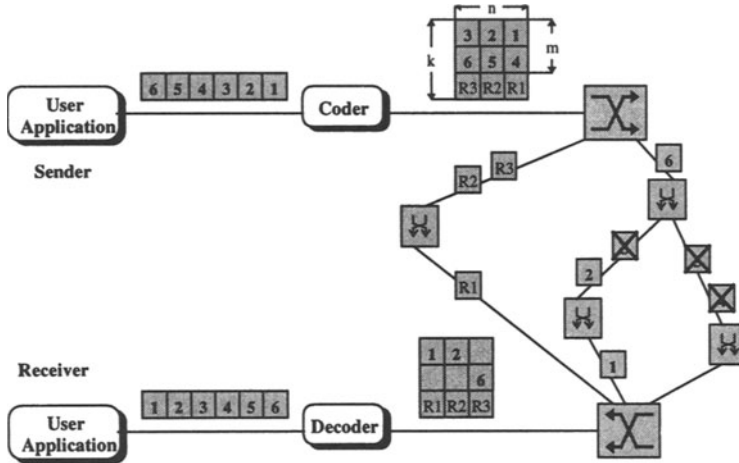 n
3 2 1
k
m
6 5 4
R3 R2 R1
6 5 4 3 2 1
User
Application
Coder
Sender
6
R3
R2
2
R1
1
1 2
6
R1 R2 R3
Receiver
1 2 3 4 5 6
User
Application
Decoder